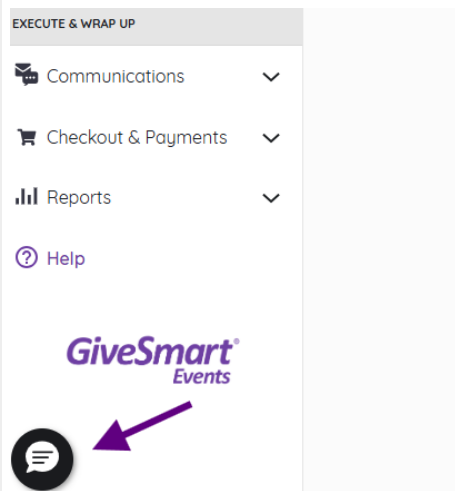 EXECUTE & WRAP UP
Communications
Checkout & Payments
Reports
Help
GiveSmart®
Events